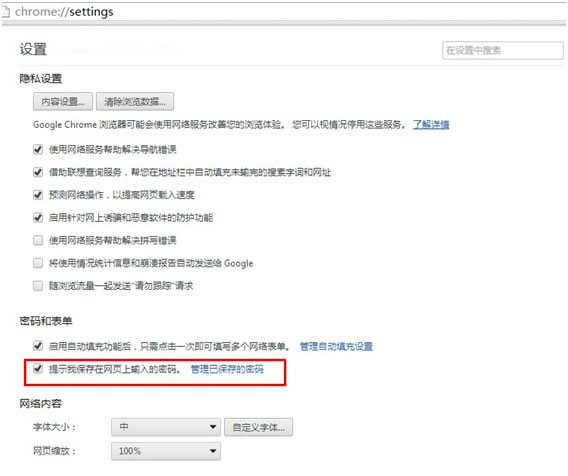 chrome://settings
设置
在设置中搜索
隐私设置
内容设置...
清除浏览数据...
Google Chrome 浏览器可能会使用网络服务改善您的浏览体验。 您可以视情况停用这些服务。 了解详情
使用网络服务帮助解决导航错误
借助联想查询服务，帮您在地址栏中自动填充未输完的搜索字词和网址
预测网络操作，以提高网页载入速度
启用针对网上诱骗和恶意软件的防护功能
使用网络服务帮助解决拼写错误
将使用情况统计信息和崩溃报告自动发送给 Google
随浏览流量一起发送“请勿跟踪”请求
密码和表单
启用自动填充功能后，只需点击一次即可填写多个网络表单。 管理自动填充设置
提示我保存在网页上输入的密码。 管理已保存的密码
网络内容
字体大小： 中 自定义字体...
网页缩放： 100%